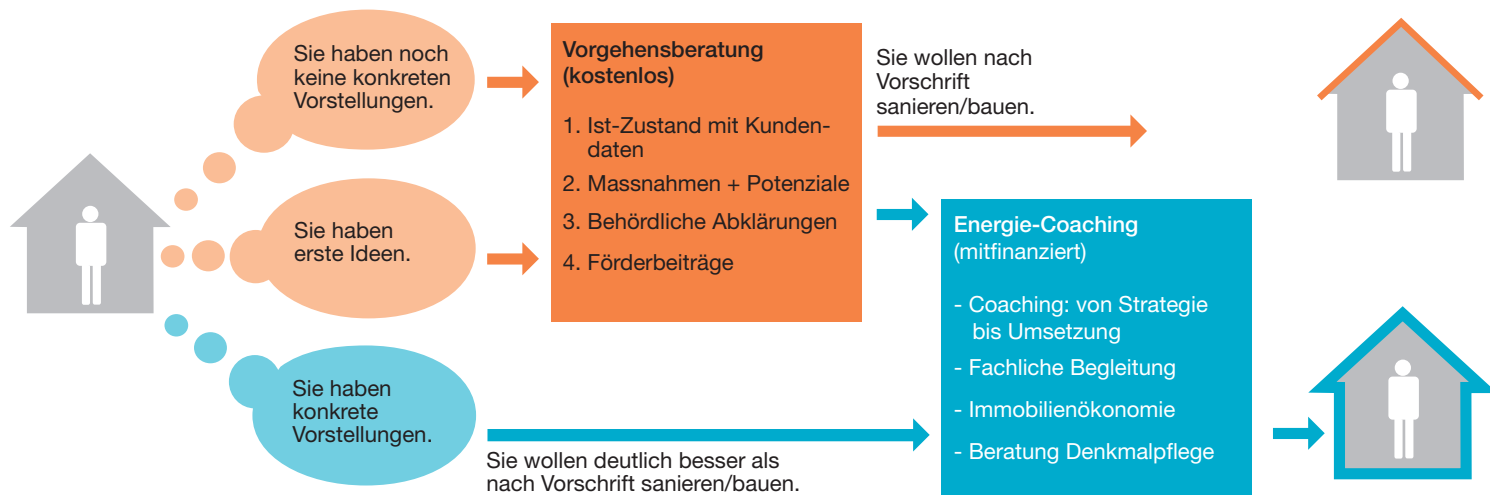 Sie haben noch
keine konkreten
Vorstellungen.
Sie haben
erste Ideen.
Sie haben
konkrete
Vorstellungen.
Vorgehensberatung
(kostenlos)
1. Ist-Zustand mit Kunden-
daten
2. Massnahmen + Potenziale
3. Behördliche Abklärungen
4. Förderbeiträge
Sie wollen nach
Vorschrift
sanieren/bauen.
Sie wollen deutlich besser als
nach Vorschrift sanieren/bauen.
Energie-Coaching
(mitfinanziert)
- Coaching: von Strategie
bis Umsetzung
- Fachliche Begleitung
- Immobilienökonomie
- Beratung Denkmalpflege